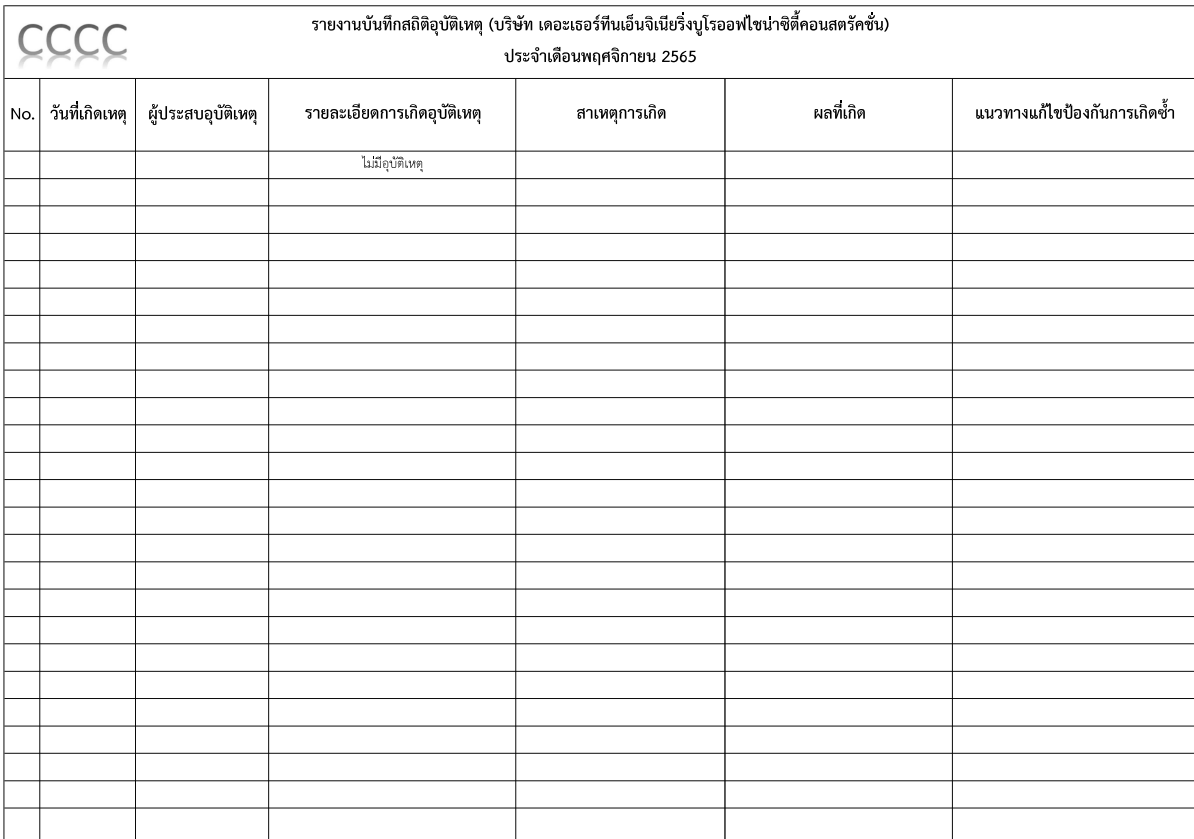 CCCC
รายงานบันทึกสถิติอุบัติเหตุ (บริษัท เดอะเธอร์ทีนเอ็นจิเนียริ่งบูโรออฟไชน่าซิตี้คอนสตรัคชั่น)
ประจำเดือนพฤศจิกายน 2565
No. วันที่เกิดเหตุ ผู้ประสบอุบัติเหตุ รายละเอียดการเกิดอุบัติเหตุ สาเหตุการเกิด ผลที่เกิด แนวทางแก้ไขป้องกันการเกิดซ้ำ
ไม่มีอุบัติเหตุ